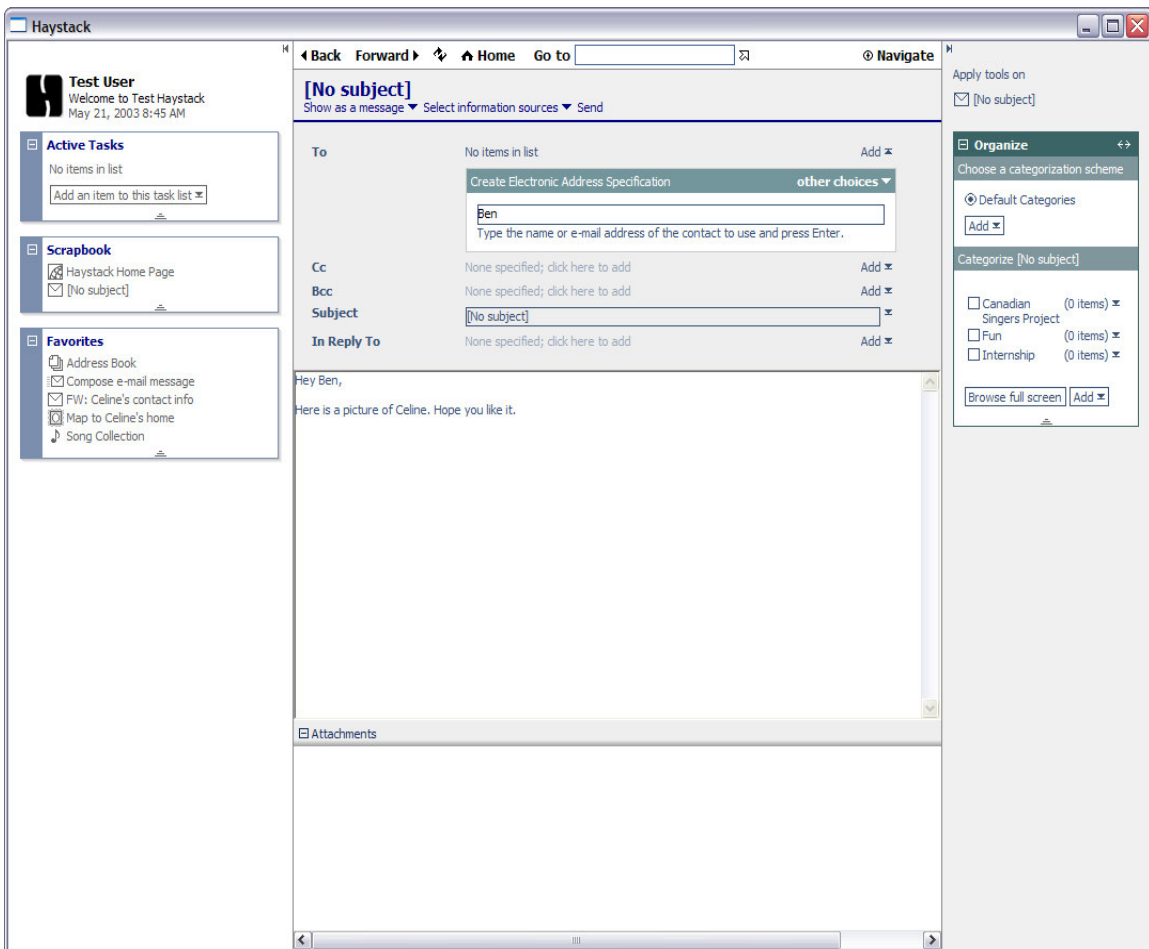 Haystack
Test User
Welcome to Test Haystack
May 21, 2003 8:45 AM
Active Tasks
No items in list
Add an item to this task list
Scrapbook
Haystack Home Page
[No subject]
Favorites
Address Book
Compose e-mail message
FW: Celine's contact info
Map to Celine's home
Song Collection
Back Forward Home Go to Navigate
[No subject]
Show as a message Select information sources Send
To No items in list Add
Create Electronic Address Specification other choices
Ben
Type the name or e-mail address of the contact to use and press Enter.
Cc None specified; click here to add Add
Bcc None specified; click here to add Add
Subject [No subject]
In Reply To None specified; click here to add Add
Hey Ben,
Here is a picture of Celine. Hope you like it.
Attachments
Apply tools on
[No subject]
Organize
Choose a categorization scheme
Default Categories
Add
Categorize [No subject]
Canadian (0 items)
Singers Project
Fun (0 items)
Internship (0 items)
Browse full screen Add